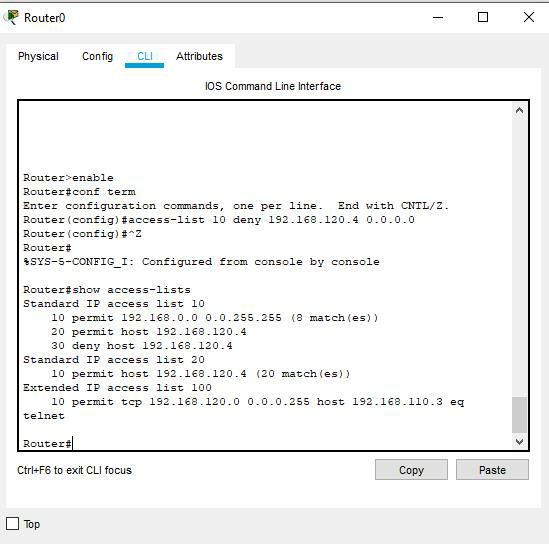 Router0
Physical Config CLI Attributes
IOS Command Line Interface
Router>enable
Router#conf term
Enter configuration commands, one per line.  End with CNTL/Z.
Router(config)#access-list 10 deny 192.168.120.4 0.0.0.0
Router(config)#^Z
Router#
%SYS-5-CONFIG_I: Configured from console by console
Router#show access-lists
Standard IP access list 10
    10 permit 192.168.0.0 0.0.255.255 (8 match(es))
    20 permit host 192.168.120.4
    30 deny host 192.168.120.4
Standard IP access list 20
    10 permit host 192.168.120.4 (20 match(es))
Extended IP access list 100
    10 permit tcp 192.168.120.0 0.0.0.255 host 192.168.110.3 eq
telnet
Router#
Ctrl+F6 to exit CLI focus Copy Paste
Top